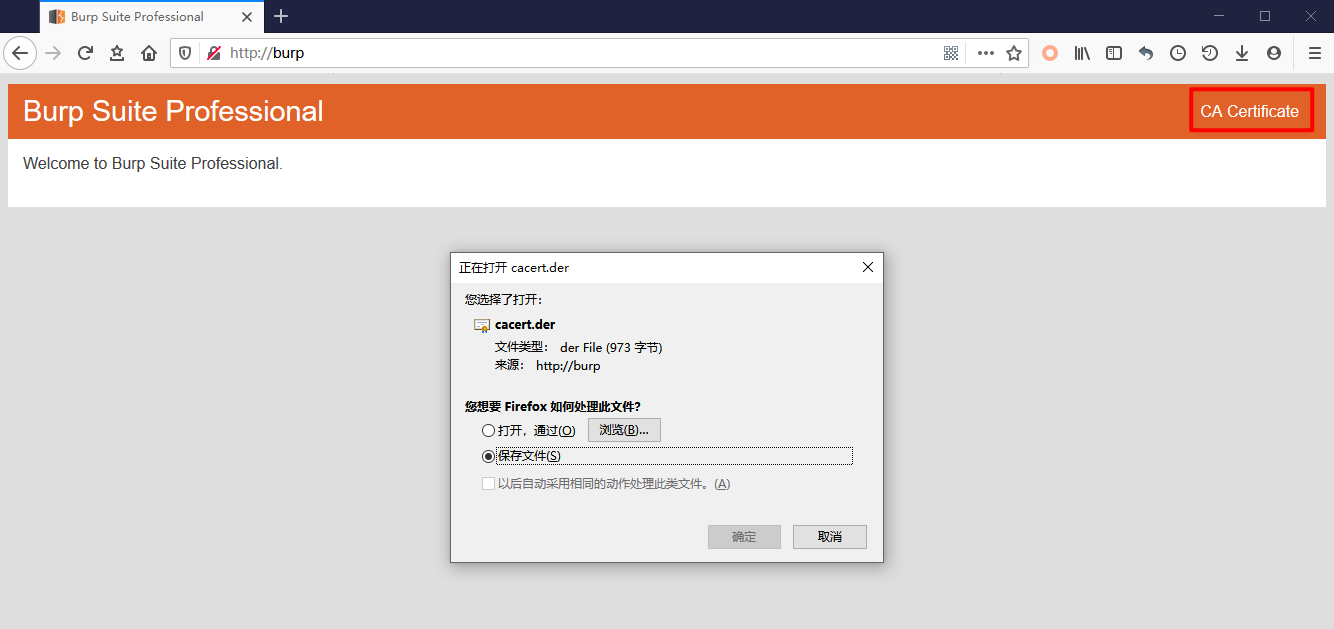 Burp Suite Professional
http://burp
Burp Suite Professional
CA Certificate
Welcome to Burp Suite Professional.
正在打开 cacert.der
您选择了打开：
cacert.der
文件类型： der File (973 字节)
来源： http://burp
您想要 Firefox 如何处理此文件?
打开，通过(O) 浏览(B)...
保存文件(S)
以后自动采用相同的动作处理此类文件。(A)
确定 取消